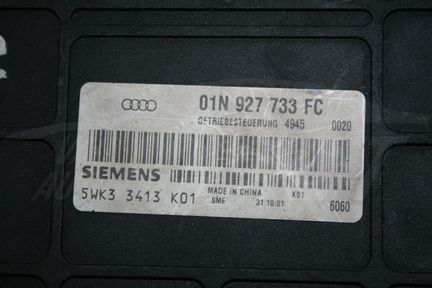 01N 927 733 FC
GETRIEBESTEUERUNG 4945 0020
SIEMENS
5WK3 3413 K01
MADE IN CHINA K01
SME 31 10.01 6060